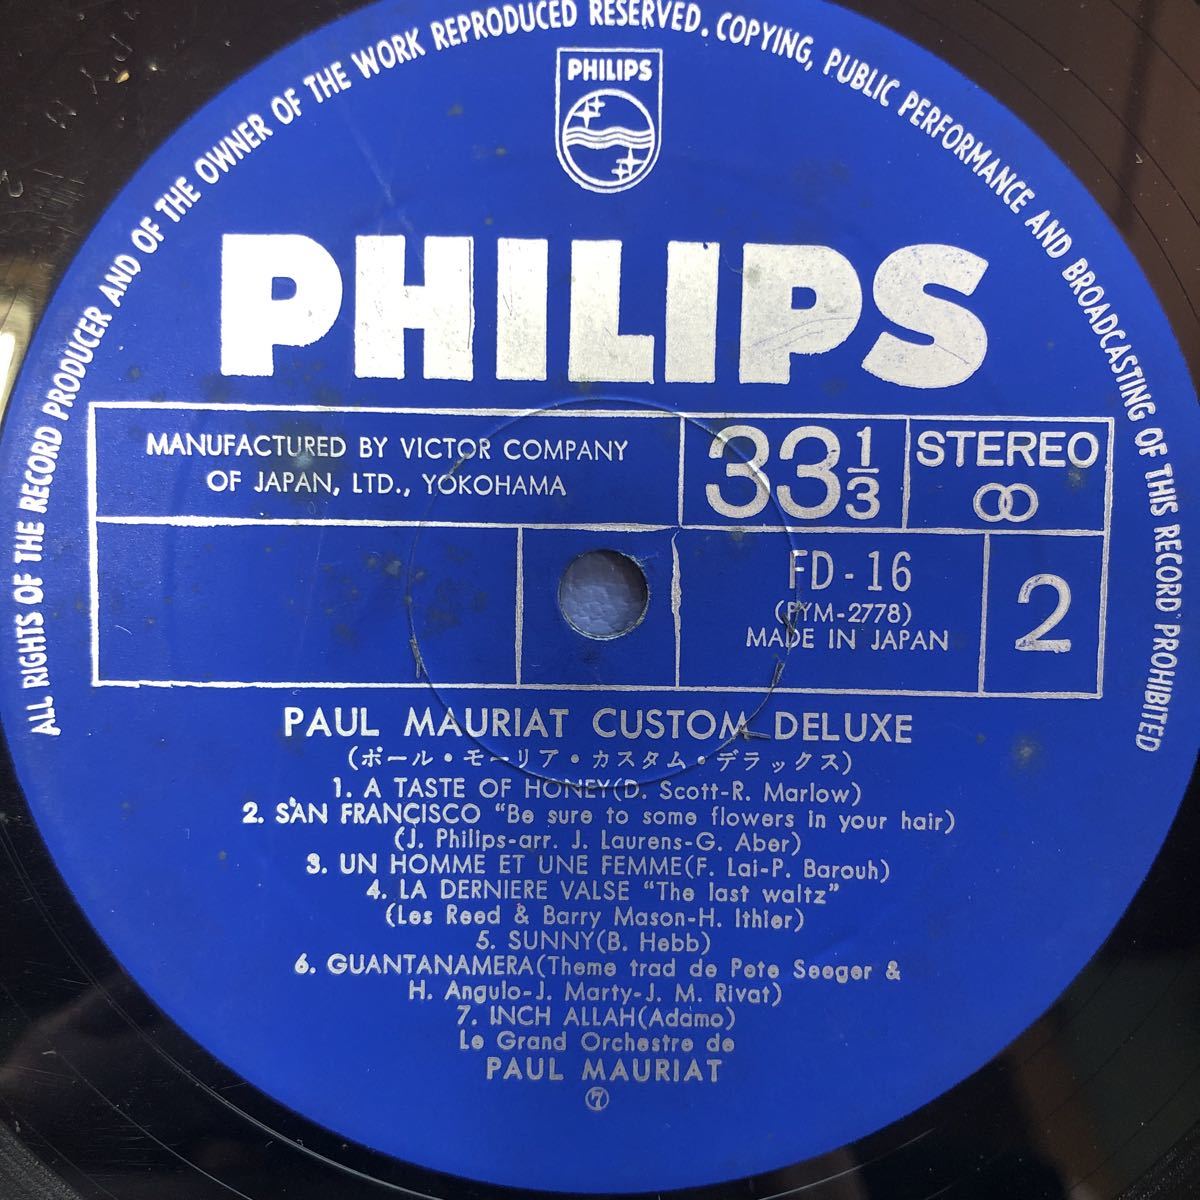 ALL RIGHTS OF THE RECORD PRODUCER AND OF THE OWNER OF THE WORK REPRODUCED RESERVED. COPYING, PUBLIC PERFORMANCE AND BROADCASTING OF THIS RECORD PROHIBITED
PHILIPS
PHILIPS
MANUFACTURED BY VICTOR COMPANY
OF JAPAN, LTD., YOKOHAMA
33 1/3
STEREO
FD-16
(PYM-2778)
MADE IN JAPAN
2
PAUL MAURIAT CUSTOM DELUXE
(ポール・モーリア・カスタム・デラックス)
1. A TASTE OF HONEY(D. Scott-R. Marlow)
2. SAN FRANCISCO "Be sure to some flowers in your hair)
(J. Philips-arr. J. Laurens-G. Aber)
3. UN HOMME ET UNE FEMME(F. Lai-P. Barouh)
4. LA DERNIERE VALSE "The last waltz"
(Les Reed & Barry Mason-H. Ithier)
5. SUNNY(B. Hebb)
6. GUANTANAMERA(Theme trad de Pete Seeger &
H. Angulo-J. Marty-J. M. Rivat)
7. INCH ALLAH(Adamo)
Le Grand Orchestre de
PAUL MAURIAT
⑦